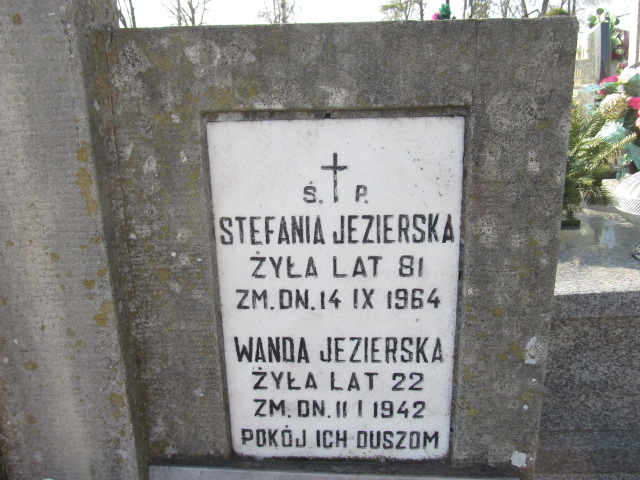 Ś. P.
STEFANIA JEZIERSKA
ŻYŁA LAT 81
ZM. DN. 14 IX 1964
WANDA JEZIERSKA
ŻYŁA LAT 22
ZM. DN. 11 I 1942
POKÓJ ICH DUSZOM